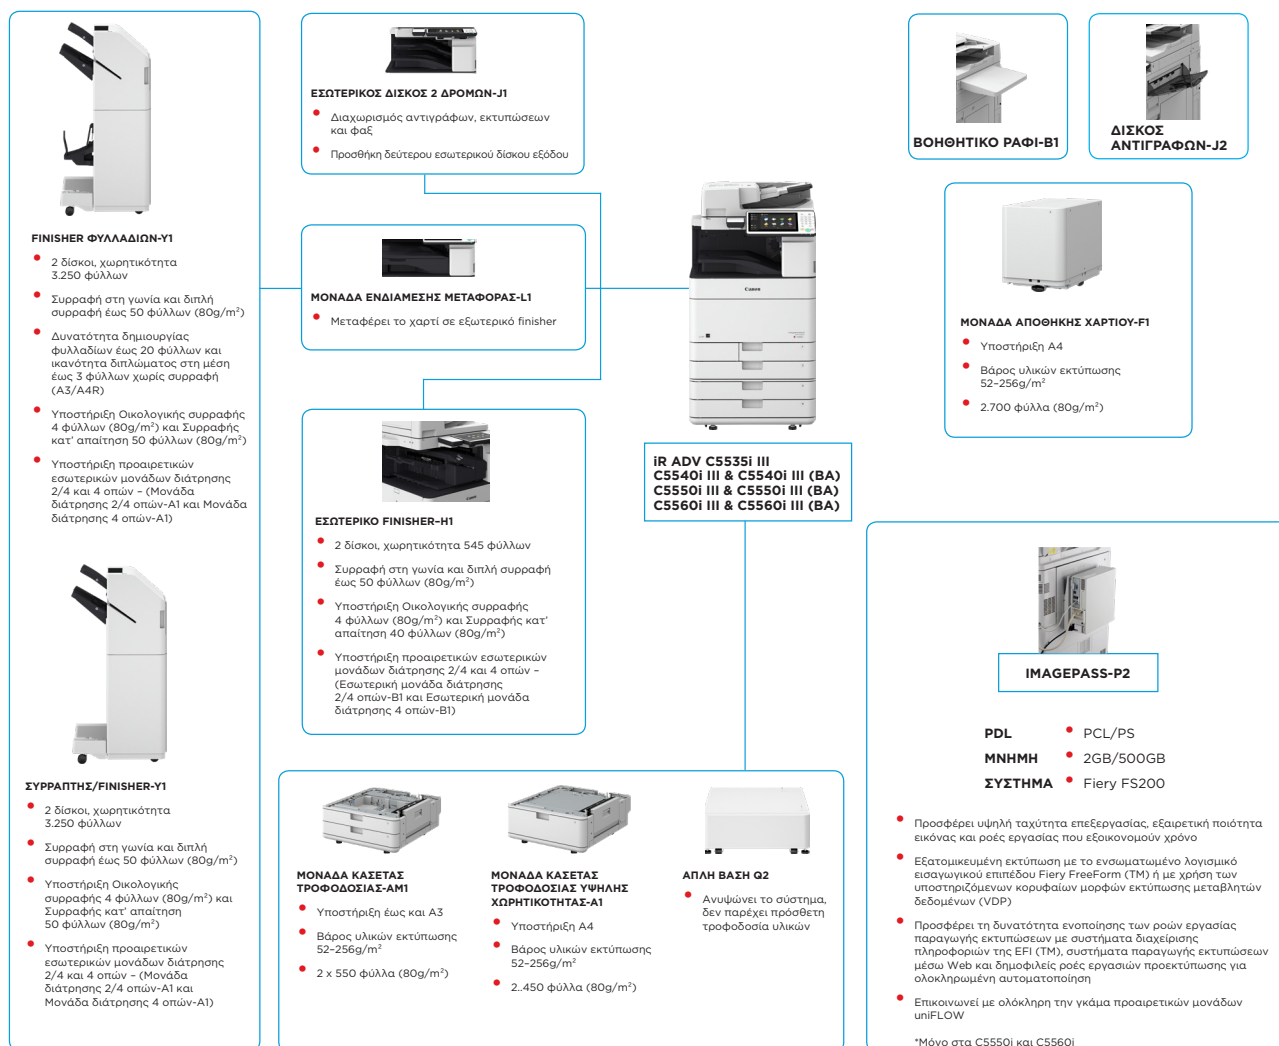 FINISHER ΦΥΛΛΑΔΙΩΝ-Y1
2 δίσκοι, χωρητικότητα
3.250 φύλλων
Συρραφή στη γωνία και διπλή
συρραφή έως 50 φύλλων (80g/m²)
Δυνατότητα δημιουργίας
φυλλαδίων έως 20 φύλλων και
ικανότητα διπλώματος στη μέση
έως 3 φύλλων χωρίς συρραφή
(A3/A4R)
Υποστήριξη Οικολογικής συρραφής
4 φύλλων (80g/m²) και Συρραφής
κατ’ απαίτηση 50 φύλλων (80g/m²)
Υποστήριξη προαιρετικών
εσωτερικών μονάδων διάτρησης
2/4 και 4 οπών – (Μονάδα
διάτρησης 2/4 οπών-A1 και Μονάδα
διάτρησης 4 οπών-A1)
ΣΥΡΡΑΠΤΗΣ/FINISHER-Y1
2 δίσκοι, χωρητικότητα
3.250 φύλλων
Συρραφή στη γωνία και διπλή
συρραφή έως 50 φύλλων (80g/m²)
Υποστήριξη Οικολογικής
συρραφής 4 φύλλων (80g/m²) και
Συρραφής κατ’ απαίτηση
50 φύλλων (80g/m²)
Υποστήριξη προαιρετικών
εσωτερικών μονάδων διάτρησης
2/4 και 4 οπών – (Μονάδα
διάτρησης 2/4 οπών-A1 και
Μονάδα διάτρησης 4 οπών-A1)
ΕΣΩΤΕΡΙΚΟΣ ΔΙΣΚΟΣ 2 ΔΡΟΜΩΝ-J1
Διαχωρισμός αντιγράφων, εκτυπώσεων
και φαξ
Προσθήκη δεύτερου εσωτερικού δίσκου εξόδου
ΜΟΝΑΔΑ ΕΝΔΙΑΜΕΣΗΣ ΜΕΤΑΦΟΡΑΣ-L1
Μεταφέρει το χαρτί σε εξωτερικό finisher
ΕΣΩΤΕΡΙΚΟ FINISHER–H1
2 δίσκοι, χωρητικότητα 545 φύλλων
Συρραφή στη γωνία και διπλή συρραφή
έως 50 φύλλων (80g/m²)
Υποστήριξη Οικολογικής συρραφής
4 φύλλων (80g/m²) και Συρραφής κατ’
απαίτηση 40 φύλλων (80g/m²)
Υποστήριξη προαιρετικών εσωτερικών
μονάδων διάτρησης 2/4 και 4 οπών –
(Εσωτερική μονάδα διάτρησης
2/4 οπών-B1 και Εσωτερική μονάδα
διάτρησης 4 οπών-B1)
Canon
iR ADV C5535i III
C5540i III & C5540i III (BA)
C5550i III & C5550i III (BA)
C5560i III & C5560i III (BA)
ΜΟΝΑΔΑ ΚΑΣΕΤΑΣ
ΤΡΟΦΟΔΟΣΙΑΣ-AM1
Υποστήριξη έως και A3
Βάρος υλικών εκτύπωσης
52–256g/m²
2 x 550 φύλλα (80g/m²)
ΜΟΝΑΔΑ ΚΑΣΕΤΑΣ
ΤΡΟΦΟΔΟΣΙΑΣ ΥΨΗΛΗΣ
ΧΩΡΗΤΙΚΟΤΗΤΑΣ-A1
Υποστήριξη A4
Βάρος υλικών εκτύπωσης
52–256g/m²
2..450 φύλλα (80g/m²)
ΑΠΛΗ ΒΑΣΗ Q2
Ανυψώνει το σύστημα,
δεν παρέχει πρόσθετη
τροφοδοσία υλικών
ΒΟΗΘΗΤΙΚΟ ΡΑΦΙ-B1
ΔΙΣΚΟΣ
ΑΝΤΙΓΡΑΦΩΝ-J2
ΜΟΝΑΔΑ ΑΠΟΘΗΚΗΣ ΧΑΡΤΙΟΥ-F1
Υποστήριξη A4
Βάρος υλικών εκτύπωσης
52–256g/m²
2.700 φύλλα (80g/m²)
IMAGEPASS-P2
PDL PCL/PS
ΜΝΗΜΗ 2GB/500GB
ΣΥΣΤΗΜΑ Fiery FS200
Προσφέρει υψηλή ταχύτητα επεξεργασίας, εξαιρετική ποιότητα
εικόνας και ροές εργασίας που εξοικονομούν χρόνο
Εξατομικευμένη εκτύπωση με το ενσωματωμένο λογισμικό
εισαγωγικού επιπέδου Fiery FreeForm (TM) ή με χρήση των
υποστηριζόμενων κορυφαίων μορφών εκτύπωσης μεταβλητών
δεδομένων (VDP)
Προσφέρει τη δυνατότητα ενοποίησης των ροών εργασίας
παραγωγής εκτυπώσεων με συστήματα διαχείρισης
πληροφοριών της EFI (TM), συστήματα παραγωγής εκτυπώσεων
μέσω Web και δημοφιλείς ροές εργασιών προεκτύπωσης για
ολοκληρωμένη αυτοματοποίηση
Επικοινωνεί με ολόκληρη την γκάμα προαιρετικών μονάδων
uniFLOW
*Μόνο στα C5550i και C5560i